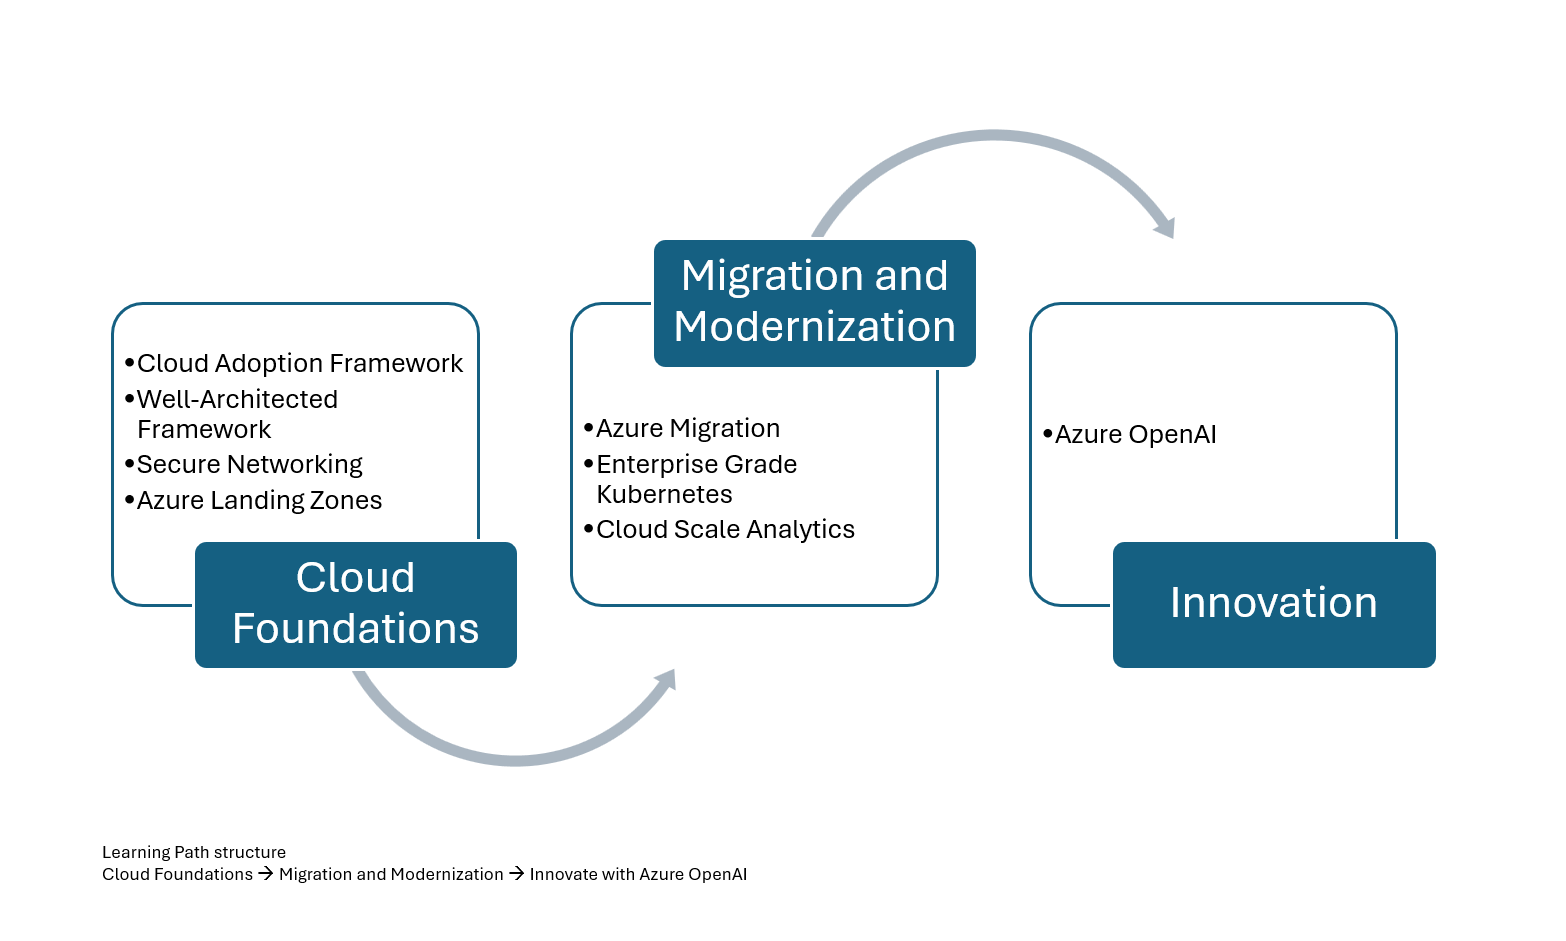 •Cloud Adoption Framework
•Well-Architected
Framework
•Secure Networking
•Azure Landing Zones
Cloud
Foundations
Migration and
Modernization
•Azure Migration
•Enterprise Grade
Kubernetes
•Cloud Scale Analytics
•Azure OpenAI
Innovation
Learning Path structure
Cloud Foundations → Migration and Modernization → Innovate with Azure OpenAI